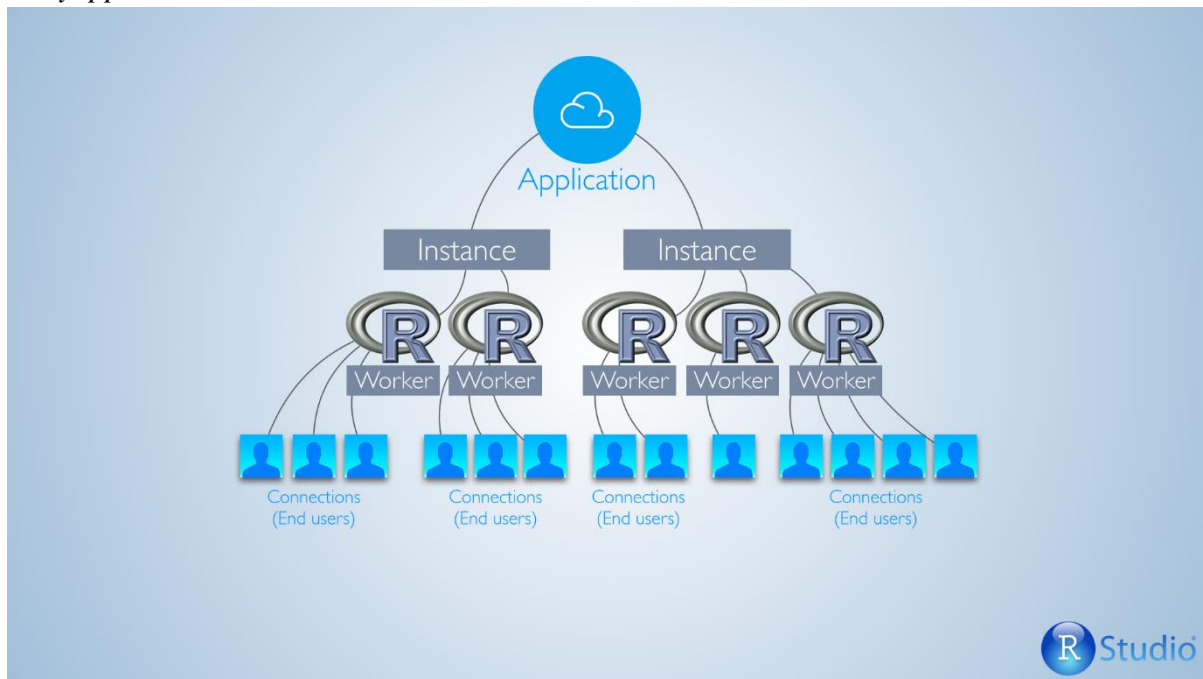 Application
Instance Instance
R R R R R
Worker Worker Worker Worker Worker
Connections Connections Connections Connections
(End users) (End users) (End users) (End users)
R Studio